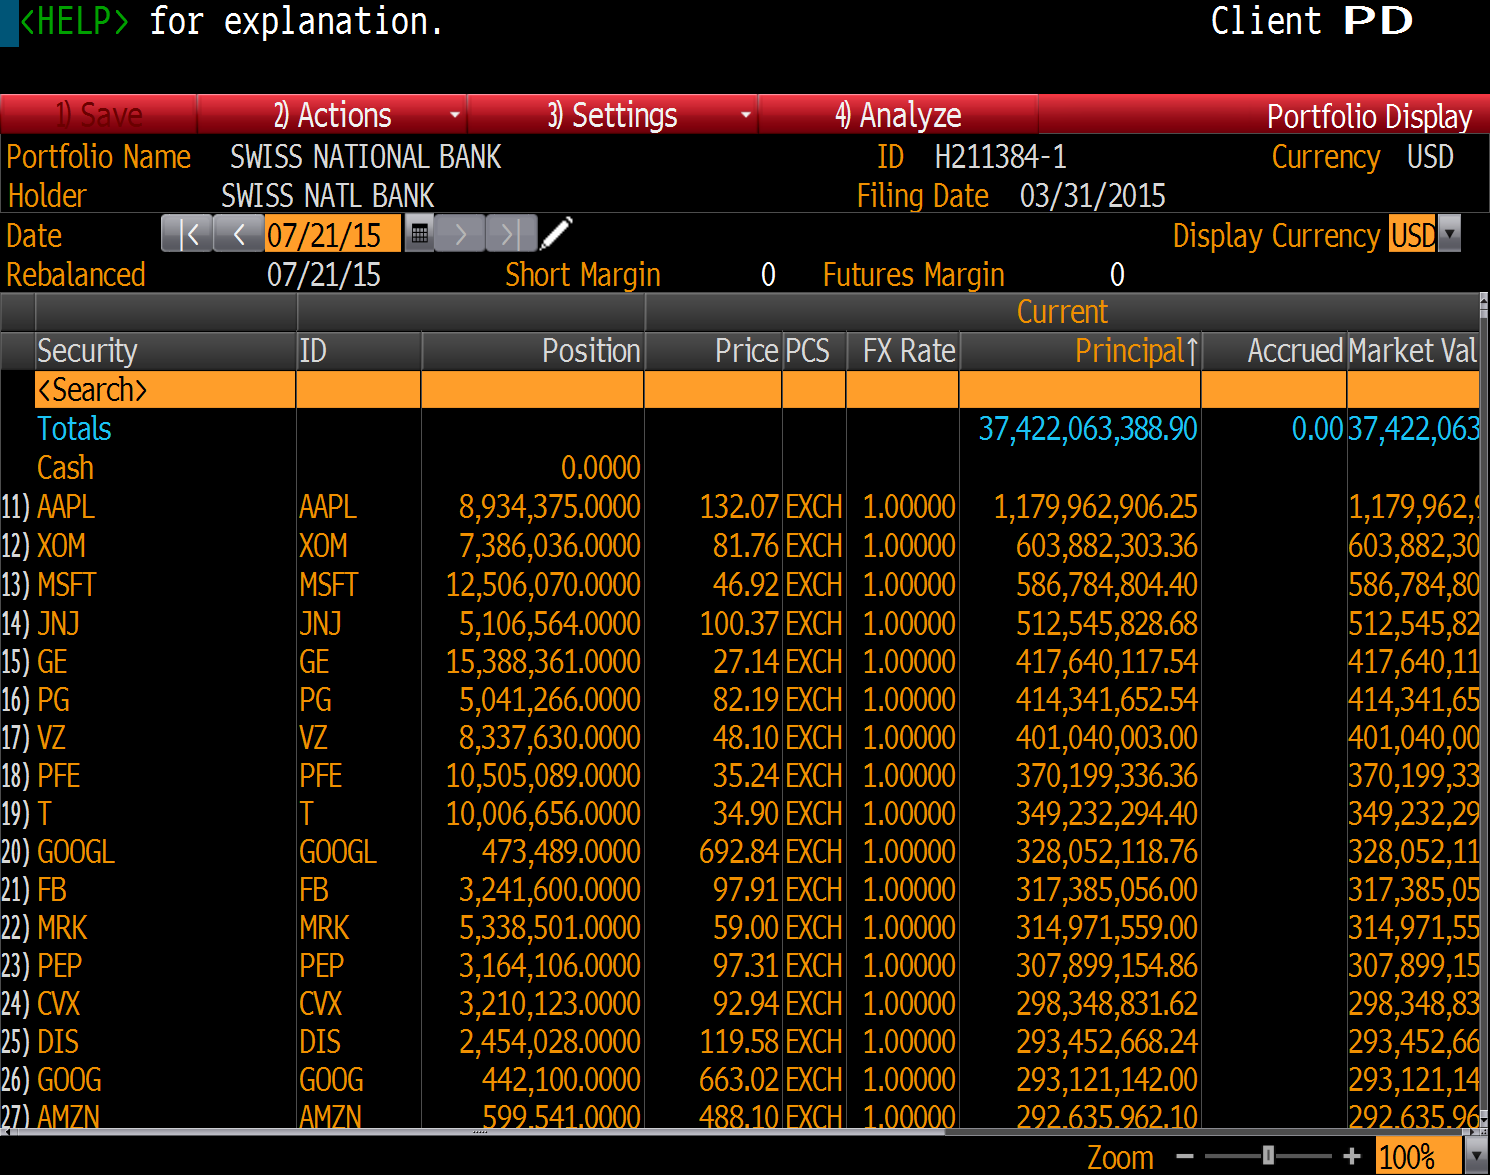 <HELP> for explanation. Client PD
1) Save 2) Actions 3) Settings 4) Analyze Portfolio Display
Portfolio Name SWISS NATIONAL BANK ID H211384-1 Currency USD
Holder SWISS NATL BANK Filing Date 03/31/2015
Date |< < 07/21/15 > >| Display Currency USD
Rebalanced 07/21/15 Short Margin 0 Futures Margin 0
Current
Security ID Position Price PCS FX Rate Principal↑ Accrued Market Val
<Search>
Totals 37,422,063,388.90 0.00 37,422,063
Cash 0.0000
11) AAPL AAPL 8,934,375.0000 132.07 EXCH 1.00000 1,179,962,906.25 1,179,962,9
12) XOM XOM 7,386,036.0000 81.76 EXCH 1.00000 603,882,303.36 603,882,30
13) MSFT MSFT 12,506,070.0000 46.92 EXCH 1.00000 586,784,804.40 586,784,80
14) JNJ JNJ 5,106,564.0000 100.37 EXCH 1.00000 512,545,828.68 512,545,82
15) GE GE 15,388,361.0000 27.14 EXCH 1.00000 417,640,117.54 417,640,11
16) PG PG 5,041,266.0000 82.19 EXCH 1.00000 414,341,652.54 414,341,65
17) VZ VZ 8,337,630.0000 48.10 EXCH 1.00000 401,040,003.00 401,040,00
18) PFE PFE 10,505,089.0000 35.24 EXCH 1.00000 370,199,336.36 370,199,33
19) T T 10,006,656.0000 34.90 EXCH 1.00000 349,232,294.40 349,232,29
20) GOOGL GOOGL 473,489.0000 692.84 EXCH 1.00000 328,052,118.76 328,052,11
21) FB FB 3,241,600.0000 97.91 EXCH 1.00000 317,385,056.00 317,385,05
22) MRK MRK 5,338,501.0000 59.00 EXCH 1.00000 314,971,559.00 314,971,55
23) PEP PEP 3,164,106.0000 97.31 EXCH 1.00000 307,899,154.86 307,899,15
24) CVX CVX 3,210,123.0000 92.94 EXCH 1.00000 298,348,831.62 298,348,83
25) DIS DIS 2,454,028.0000 119.58 EXCH 1.00000 293,452,668.24 293,452,66
26) GOOG GOOG 442,100.0000 663.02 EXCH 1.00000 293,121,142.00 293,121,14
27) AMZN AMZN 599,541.0000 488.10 EXCH 1.00000 292,635,962.10 292,635,96
Zoom − + 100%